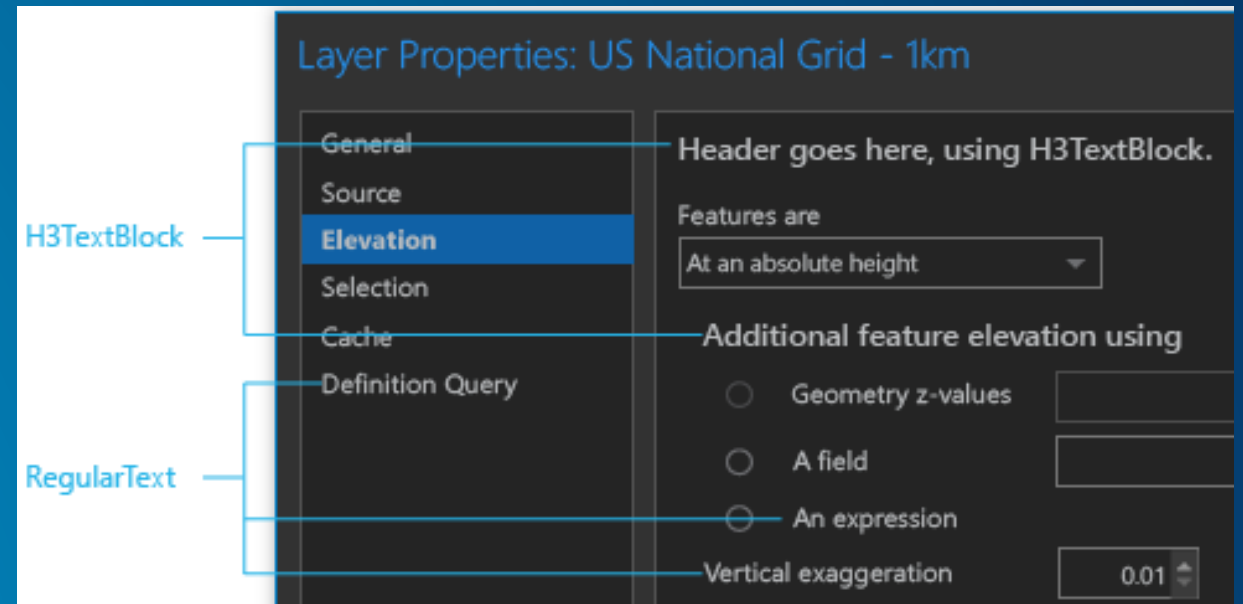 Layer Properties: US National Grid - 1km
H3TextBlock
RegularText
General
Source
Elevation
Selection
Cache
Definition Query
Header goes here, using H3TextBlock.
Features are
At an absolute height
Additional feature elevation using
Geometry z-values
A field
An expression
Vertical exaggeration 0.01